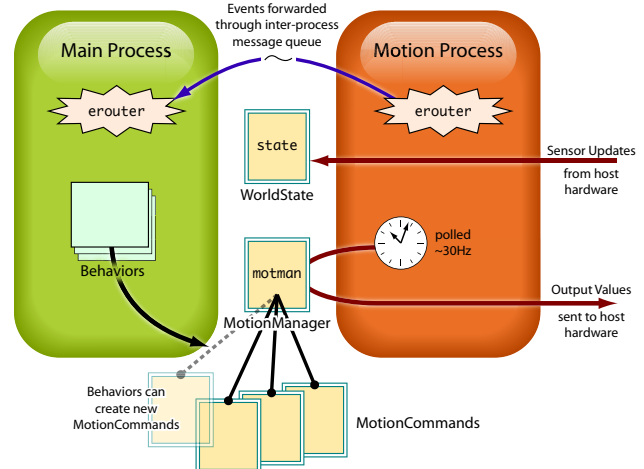 Events forwarded
through inter-process
message queue
Main Process
Motion Process
erouter
erouter
state
WorldState
Sensor Updates
from host
hardware
Behaviors
polled
~30Hz
motman
MotionManager
Output Values
sent to host
hardware
Behaviors can
create new
MotionCommands
MotionCommands